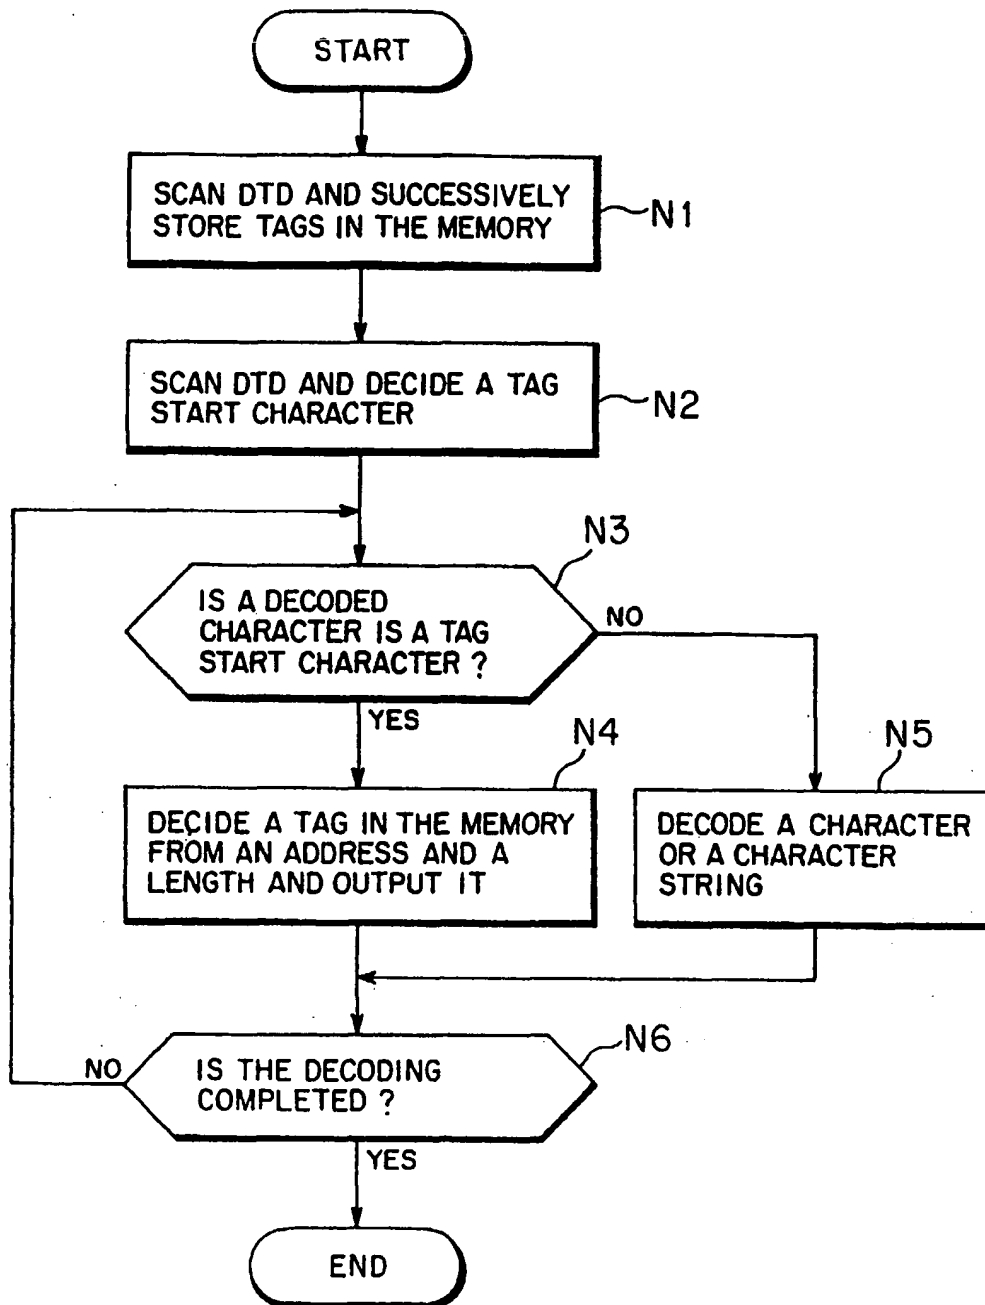 START
SCAN DTD AND SUCCESSIVELY
STORE TAGS IN THE MEMORY
N1
SCAN DTD AND DECIDE A TAG
START CHARACTER
N2
N3
IS A DECODED
CHARACTER IS A TAG
START CHARACTER ?
NO
YES
N4
N5
DECIDE A TAG IN THE MEMORY
FROM AN ADDRESS AND A
LENGTH AND OUTPUT IT
DECODE A CHARACTER
OR A CHARACTER
STRING
N6
NO
IS THE DECODING
COMPLETED ?
YES
END